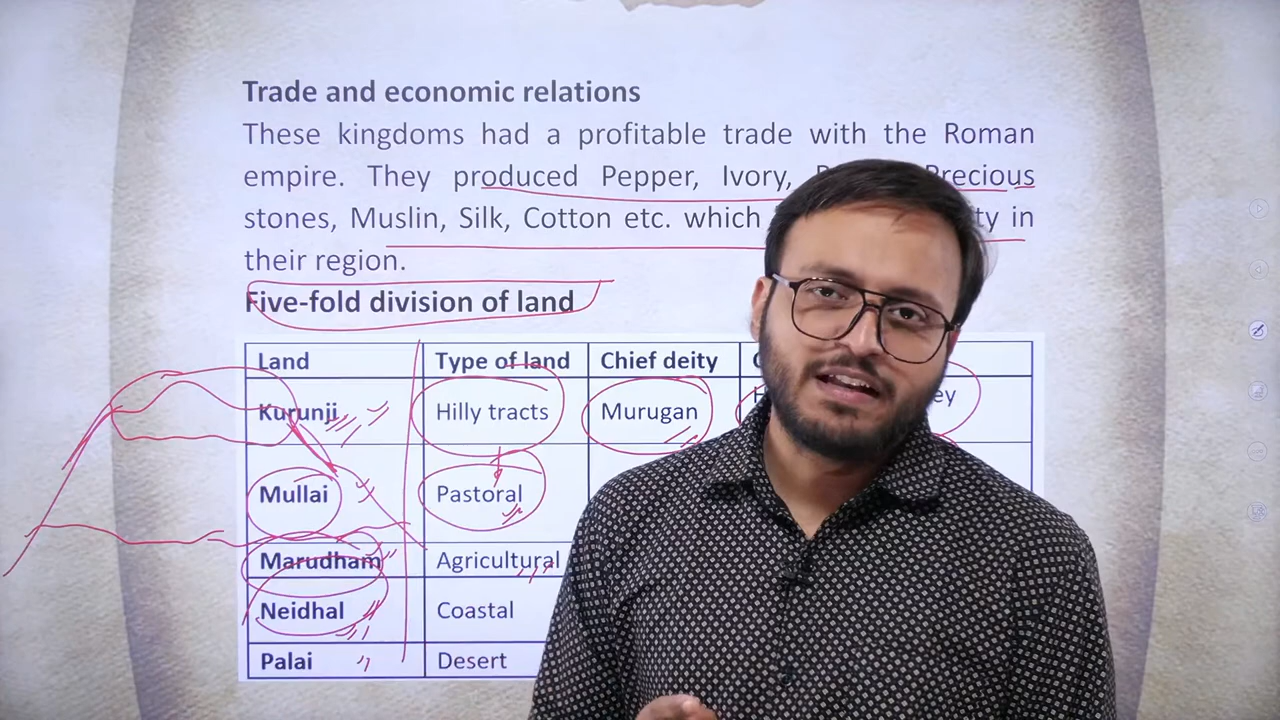 Trade and economic relations
These kingdoms had a profitable trade with the Roman
empire. They produced Pepper, Ivory, Precious
stones, Muslin, Silk, Cotton etc. which in
their region.
Five-fold division of land
Land Type of land Chief deity
Kurunji Hilly tracts Murugan
Mullai Pastoral
Marudham Agricultural
Neidhal Coastal
Palai Desert